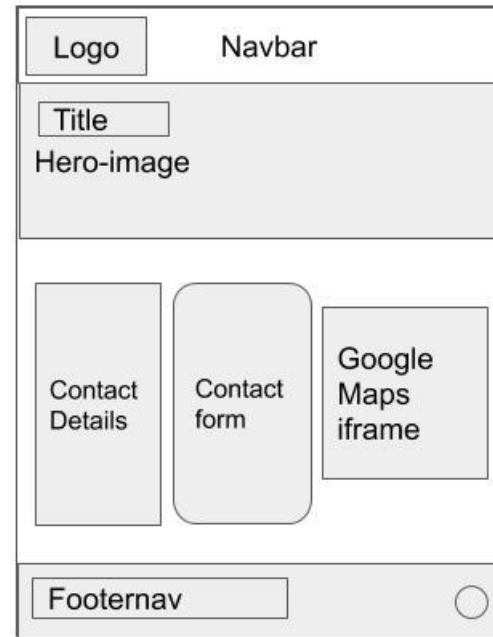 Logo
Navbar
Title
Hero-image
Contact
Details
Contact
form
Google
Maps
iframe
Footernav